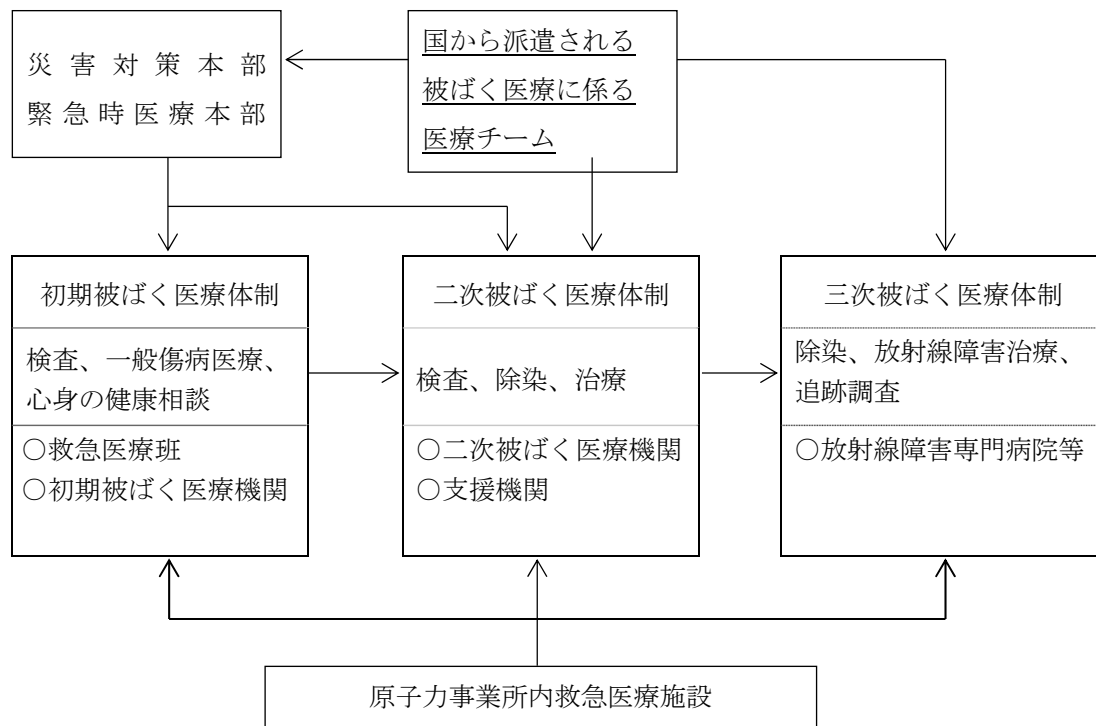 災害対策本部
緊急時医療本部
国から派遣される
被ばく医療に係る
医療チーム
初期被ばく医療体制
検査、一般傷病医療、
心身の健康相談
○救急医療班
○初期被ばく医療機関
二次被ばく医療体制
検査、除染、治療
○二次被ばく医療機関
○支援機関
三次被ばく医療体制
除染、放射線障害治療、
追跡調査
○放射線障害専門病院等
原子力事業所内救急医療施設